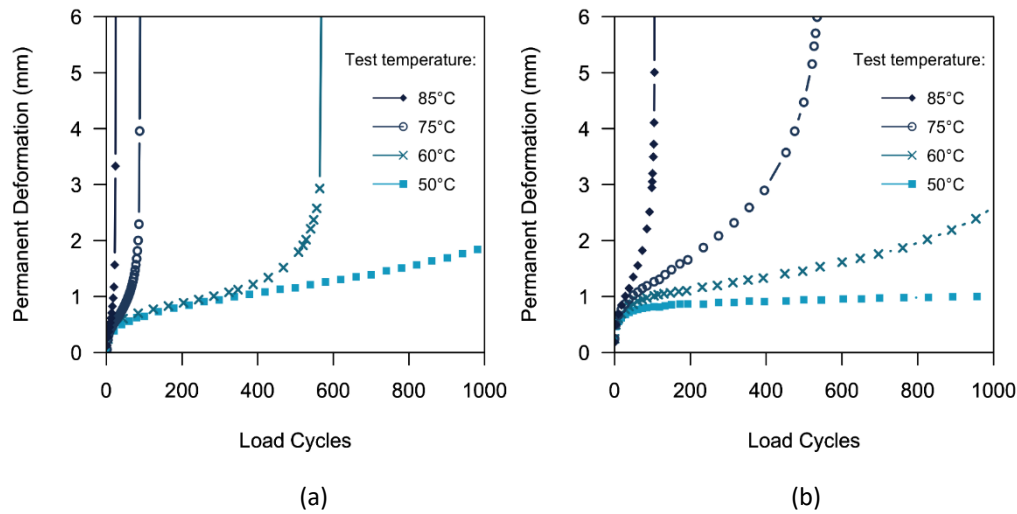 Permanent Deformation (mm)
6
5
4
3
2
1
0
Test temperature:
85°C
75°C
60°C
50°C
0
200
400
600
800
1000
Load Cycles
(a)
Permanent Deformation (mm)
6
5
4
3
2
1
0
Test temperature:
85°C
75°C
60°C
50°C
0
200
400
600
800
1000
Load Cycles
(b)